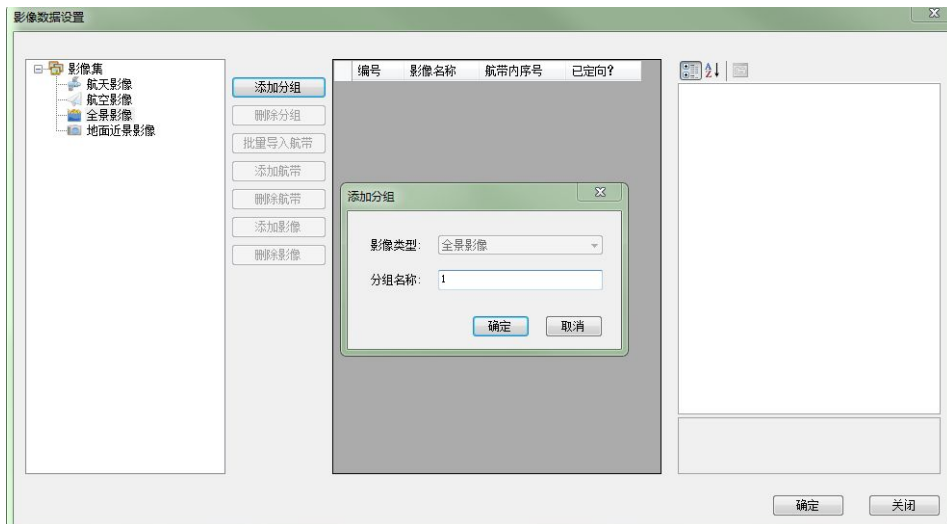 影像数据设置
影像集
航天影像
航空影像
全景影像
地面近景影像
添加分组
删除分组
批里导入航带
添加航带
删除航带
添加影像
删除影像
编号 影像名称 航带内序号 已定向?
添加分组
影像类型: 全景影像
分组名称: 1
确定 取消
确定 关闭